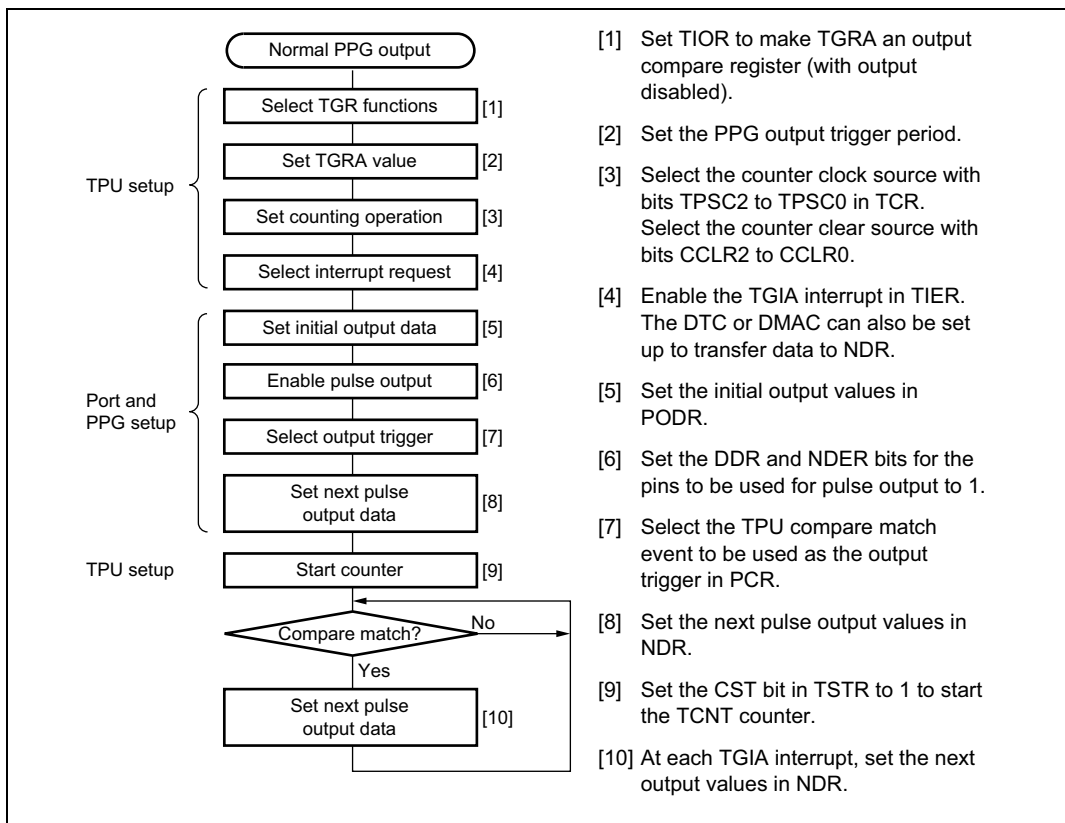 Normal PPG output
Select TGR functions [1]
Set TGRA value [2]
TPU setup
Set counting operation [3]
Select interrupt request [4]
Set initial output data [5]
Enable pulse output [6]
Port and
PPG setup
Select output trigger [7]
Set next pulse
output data
[8]
TPU setup
Start counter [9]
Compare match?
No
Yes
Set next pulse
output data
[10]
[1] Set TIOR to make TGRA an output
compare register (with output
disabled).
[2] Set the PPG output trigger period.
[3] Select the counter clock source with
bits TPSC2 to TPSC0 in TCR.
Select the counter clear source with
bits CCLR2 to CCLR0.
[4] Enable the TGIA interrupt in TIER.
The DTC or DMAC can also be set
up to transfer data to NDR.
[5] Set the initial output values in
PODR.
[6] Set the DDR and NDER bits for the
pins to be used for pulse output to 1.
[7] Select the TPU compare match
event to be used as the output
trigger in PCR.
[8] Set the next pulse output values in
NDR.
[9] Set the CST bit in TSTR to 1 to start
the TCNT counter.
[10] At each TGIA interrupt, set the next
output values in NDR.